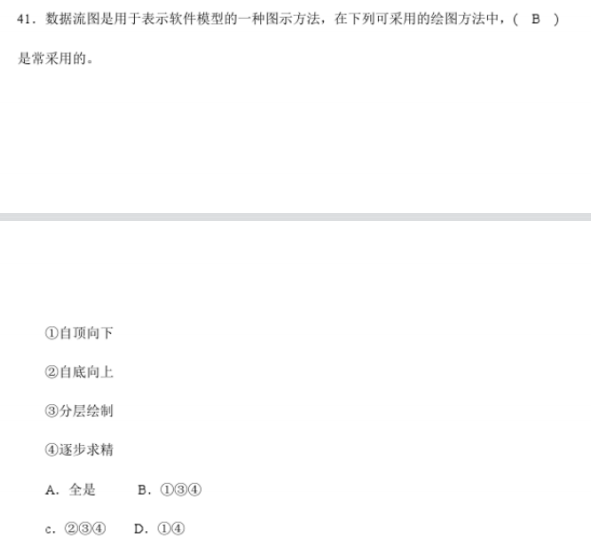 41. 数据流图是用于表示软件模型的一种图示方法，在下列可采用的绘图方法中，( B )
是常采用的。
①自顶向下
②自底向上
③分层绘制
④逐步求精
A. 全是 B. ①③④
c. ②③④ D. ①④